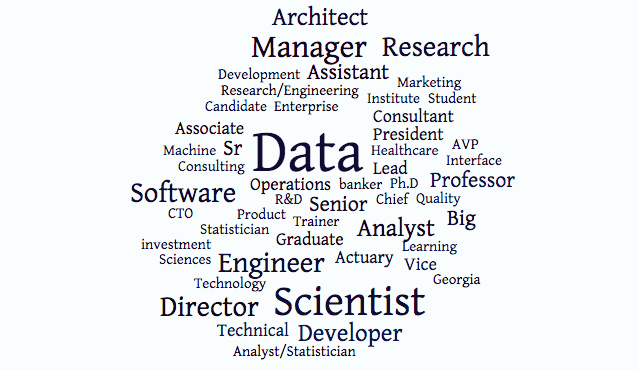 Architect
Manager Research
Development Assistant
Marketing
Research/Engineering
Institute Student
Candidate Enterprise
Consultant
Associate
President
Machine Sr Data Healthcare AVP
Interface
Consulting
Lead
Software Operations banker Ph.D Professor
R&D Senior Chief Quality
CTO Product
Trainer
Big
Statistician
Analyst
Graduate
investment
Learning
Sciences Engineer Actuary Vice
Technology
Georgia
Director Scientist
Technical Developer
Analyst/Statistician